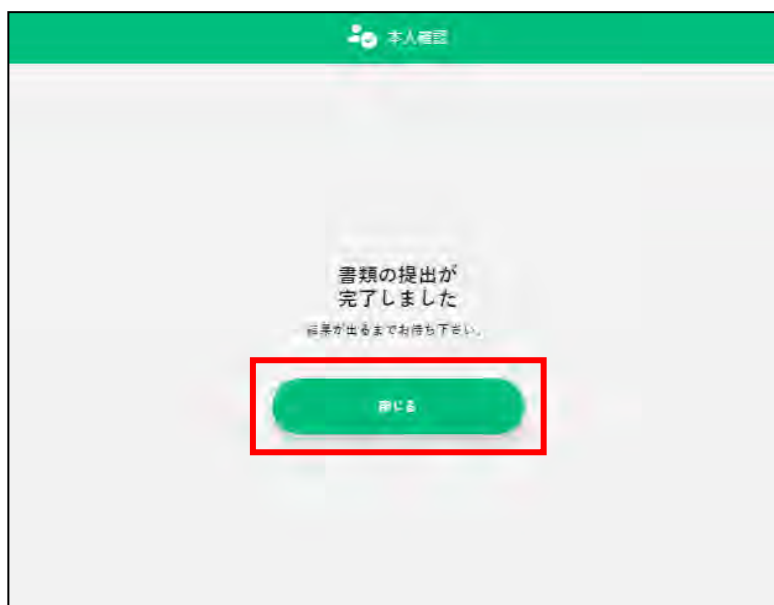 本人確認
書類の提出が
完了しました
結果が出るまでお待ち下さい。
閉じる